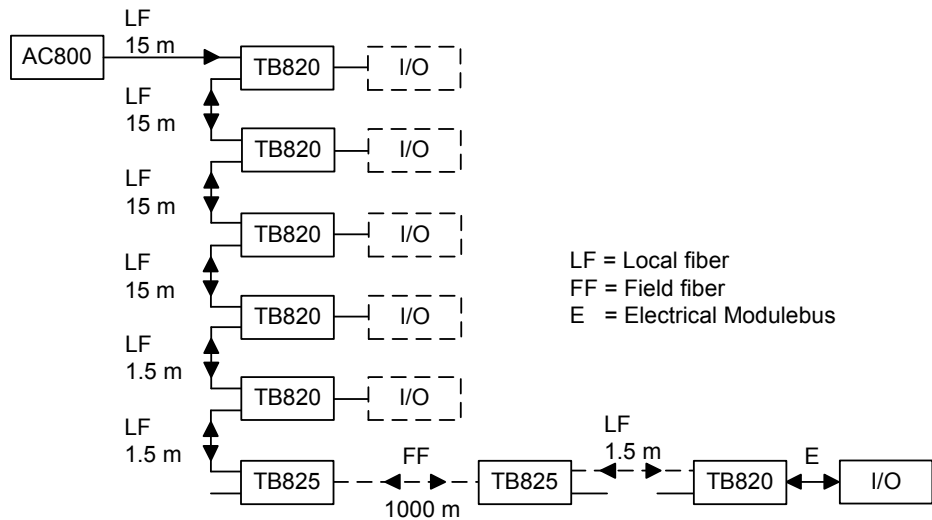 LF
15 m
AC800
TB820
I/O
LF
15 m
TB820
I/O
LF
15 m
TB820
I/O
LF
15 m
TB820
I/O
LF
1.5 m
TB820
I/O
LF
1.5 m
TB825
FF
1000 m
TB825
LF
1.5 m
TB820
E
I/O
LF = Local fiber
FF = Field fiber
E = Electrical Modulebus